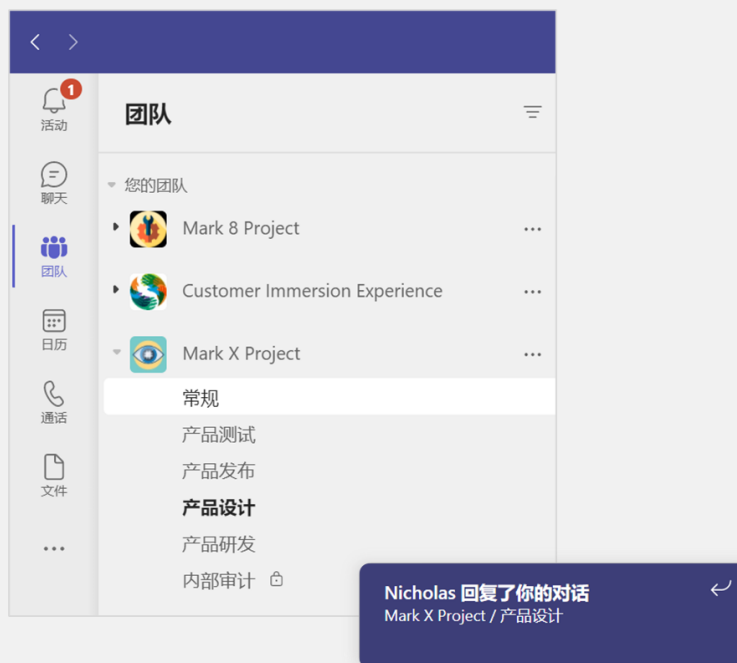 1
活动
聊天
团队
日历
通话
文件
团队
您的团队
Mark 8 Project
Customer Immersion Experience
Mark X Project
常规
产品测试
产品发布
产品设计
产品研发
内部审计
Nicholas 回复了你的对话
Mark X Project / 产品设计